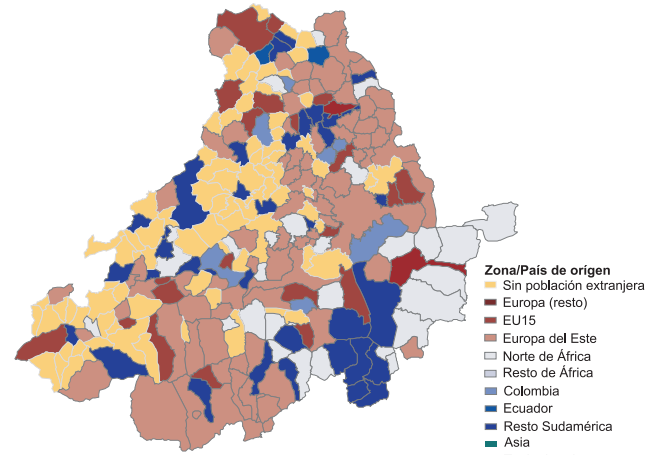 Zona/País de orígen
Sin población extranjera
Europa (resto)
EU15
Europa del Este
Norte de África
Resto de África
Colombia
Ecuador
Resto Sudamérica
Asia